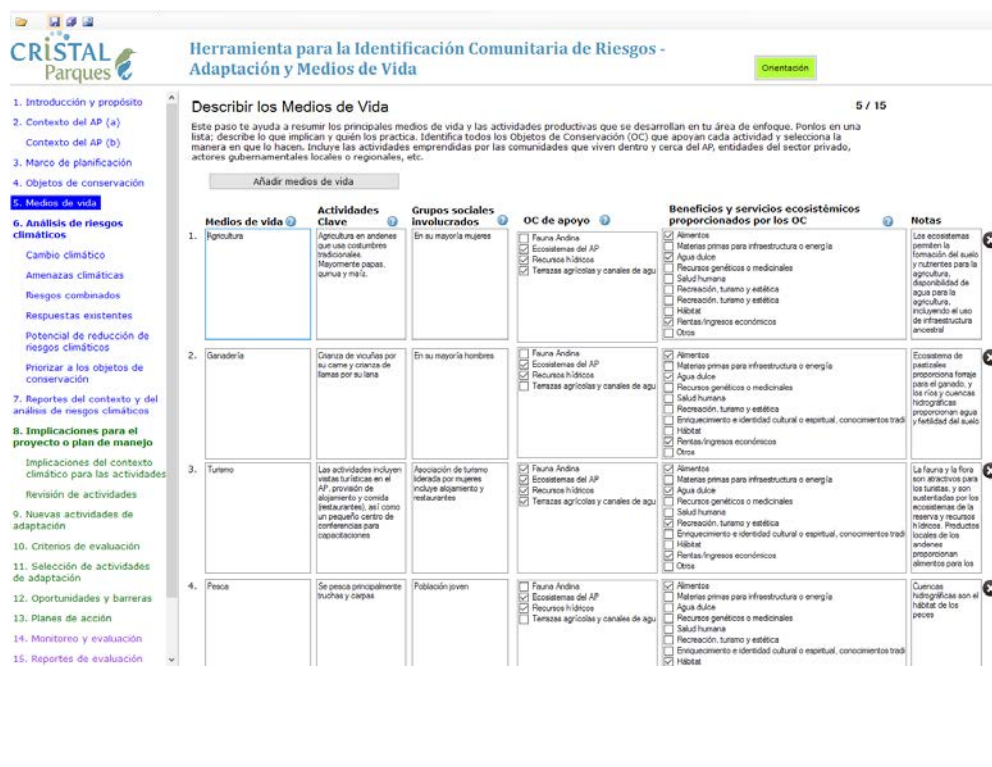 CRiSTAL
Parques
Herramienta para la Identificación Comunitaria de Riesgos -
Adaptación y Medios de Vida
Orientación
1. Introducción y propósito
2. Contexto del AP (a)
Contexto del AP (b)
3. Marco de planificación
4. Objetos de conservación
5. Medios de vida
6. Análisis de riesgos
climáticos
Cambio climático
Amenazas climáticas
Riesgos combinados
Respuestas existentes
Potencial de reducción de
riesgos climáticos
Priorizar a los objetos de
conservación
7. Reportes del contexto y del
análisis de riesgos climáticos
8. Implicaciones para el
proyecto o plan de manejo
Implicaciones del contexto
climático para las actividades
Revisión de actividades
9. Nuevas actividades de
adaptación
10. Criterios de evaluación
11. Selección de actividades
de adaptación
12. Oportunidades y barreras
13. Planes de acción
14. Monitoreo y evaluación
15. Reportes de evaluación
Describir los Medios de Vida
5 / 15
Este paso te ayuda a resumir los principales medios de vida y las actividades productivas que se desarrollan en tu área de enfoque. Ponlos en una
lista; describe lo que implican y quién los practica. Identifica todos los Objetos de Conservación (OC) que apoyan cada actividad y selecciona la
manera en que lo hacen. Incluye las actividades emprendidas por las comunidades que viven dentro y cerca del AP, entidades del sector privado,
actores gubernamentales locales o regionales, etc.
Añadir medios de vida
Medios de vida
Actividades
Clave
Grupos sociales
involucrados
OC de apoyo
Beneficios y servicios ecosistémicos
proporcionados por los OC
Notas
1.
Agricultura
Agricultura en andenes
que usa costumbres
tradicionales.
Mayormente papas,
quinua y maíz.
En su mayoría mujeres
Fauna Andina
Ecosistemas del AP
Recursos hídricos
Terrazas agrícolas y canales de agu
Alimentos
Materias primas para infraestructura o energía
Agua dulce
Recursos genéticos o medicinales
Salud humana
Recreación, turismo y estética
Recreación, turismo y estética
Hábitat
Rentas/ingresos económicos
Otros
Los ecosistemas
permiten la
formación del suelo
y nutrientes para la
agricultura,
disponibilidad de
agua para la
agricultura,
incluyendo el uso
de infraestructura
ancestral
2.
Ganadería
Crianza de vicuñas por
su carne y crianza de
llamas por su lana
En su mayoría hombres
Fauna Andina
Ecosistemas del AP
Recursos hídricos
Terrazas agrícolas y canales de agu
Alimentos
Materias primas para infraestructura o energía
Agua dulce
Recursos genéticos o medicinales
Salud humana
Recreación, turismo y estética
Enriquecimiento e identidad cultural o espiritual, conocimientos tradi
Hábitat
Rentas/ingresos económicos
Otros
Ecosistema de
pastizales
proporciona forraje
para el ganado, y
los ríos y cuencas
hidrográficas
proporcionan agua
y fertilidad del suelo
3.
Turismo
Las actividades incluyen
visitas turísticas en el
AP, provisión de
alojamiento y comida
(restaurantes), así como
un pequeño centro de
conferencias para
capacitaciones
Asociación de turismo
liderada por mujeres
incluye alojamiento y
restaurantes
Fauna Andina
Ecosistemas del AP
Recursos hídricos
Terrazas agrícolas y canales de agu
Alimentos
Materias primas para infraestructura o energía
Agua dulce
Recursos genéticos o medicinales
Salud humana
Recreación, turismo y estética
Enriquecimiento e identidad cultural o espiritual, conocimientos tradi
Hábitat
Rentas/ingresos económicos
Otros
La fauna y la flora
son atractivos para
los turistas, y son
sustentadas por los
ecosistemas de la
reserva y recursos
hídricos. Productos
locales de los
andenes
proporcionan
alimentos para los
4.
Pesca
Se pesca principalmente
truchas y carpas
Población joven
Fauna Andina
Ecosistemas del AP
Recursos hídricos
Terrazas agrícolas y canales de agu
Alimentos
Materias primas para infraestructura o energía
Agua dulce
Recursos genéticos o medicinales
Salud humana
Recreación, turismo y estética
Enriquecimiento e identidad cultural o espiritual, conocimientos tradi
Hábitat
Cuencas
hidrográficas son el
hábitat de los
peces